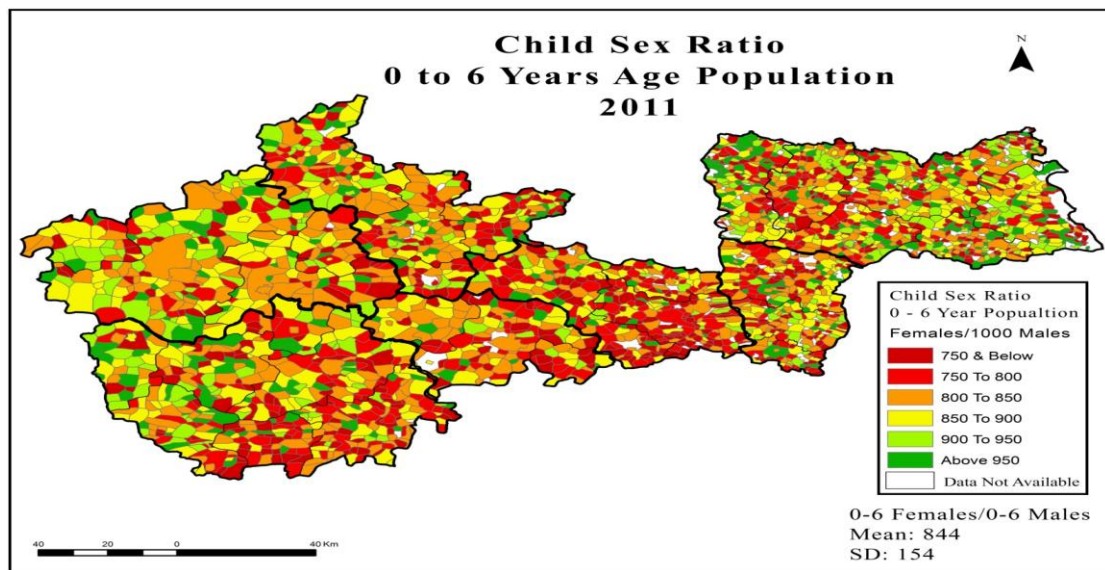 Child Sex Ratio
0 to 6 Years Age Population
2011
N
Child Sex Ratio
0 - 6 Year Popualtion
Females/1000 Males
750 & Below
750 To 800
800 To 850
850 To 900
900 To 950
Above 950
Data Not Available
0-6 Females/0-6 Males
Mean: 844
SD: 154
40 20 0 40 Km